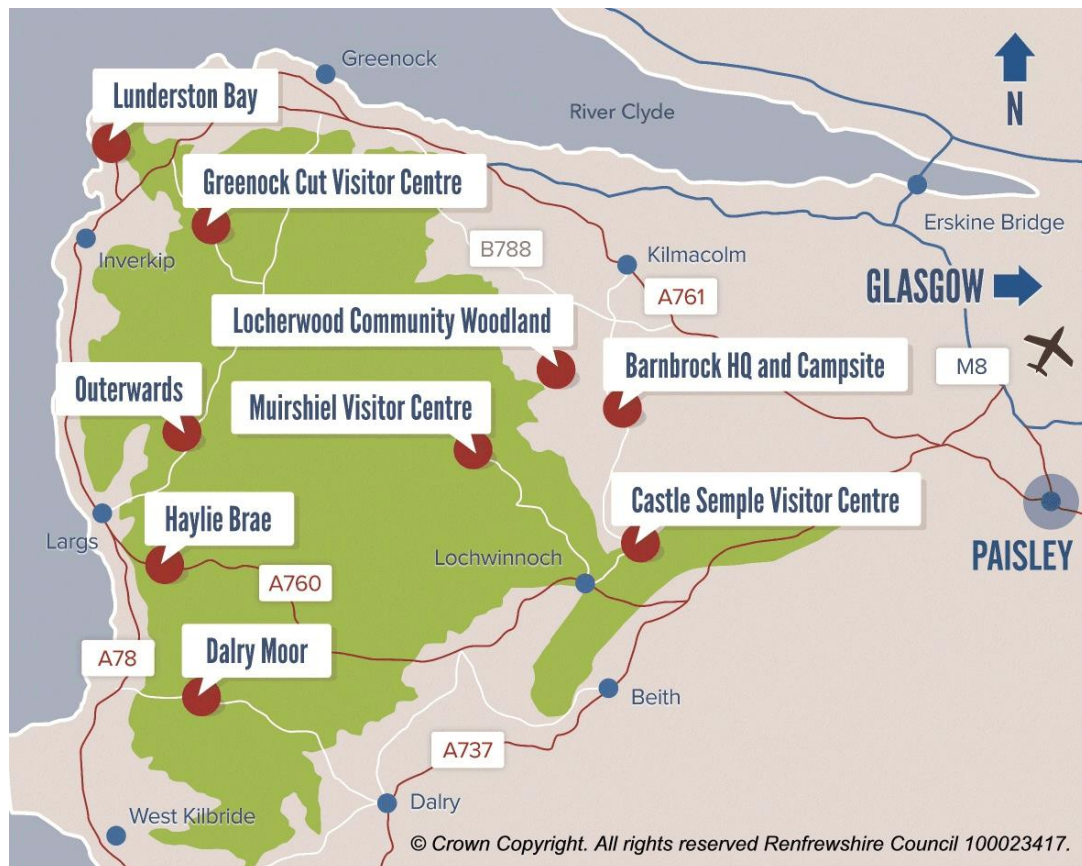 Greenock
Lunderston Bay
River Clyde
N
Greenock Cut Visitor Centre
Erskine Bridge
Inverkip
B788
Kilmacolm
GLASGOW
A761
Locherwood Community Woodland
Barnbrock HQ and Campsite
M8
Outerwards
Muirshiel Visitor Centre
Castle Semple Visitor Centre
Haylie Brae
Largs
Lochwinnoch
PAISLEY
A760
A78
Dalry Moor
Beith
A737
Dalry
West Kilbride
© Crown Copyright. All rights reserved Renfrewshire Council 100023417.